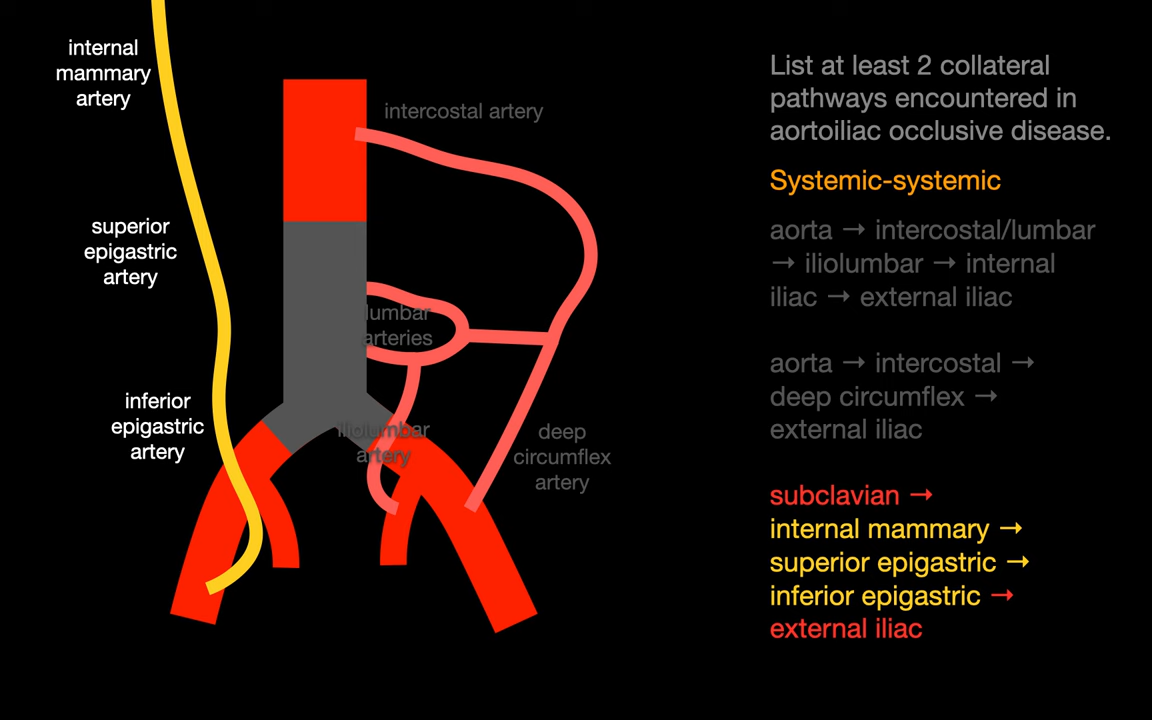 internal
mammary
artery
intercostal artery
superior
epigastric
artery
lumbar
arteries
inferior
epigastric
artery
iliolumbar
artery
deep
circumflex
artery
List at least 2 collateral
pathways encountered in
aortoiliac occlusive disease.
Systemic-systemic
aorta → intercostal/lumbar
→ iliolumbar → internal
iliac → external iliac
aorta → intercostal →
deep circumflex →
external iliac
subclavian →
internal mammary →
superior epigastric →
inferior epigastric →
external iliac